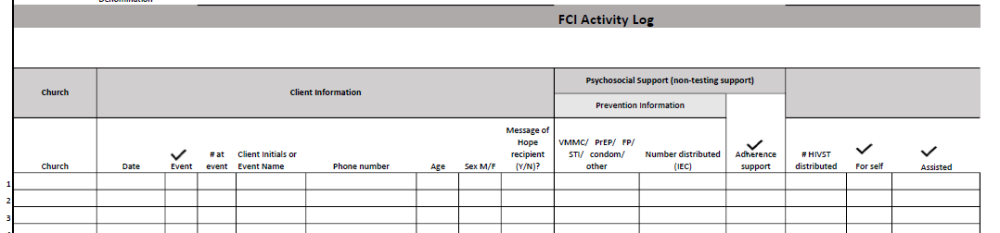 Denomination
FCI Activity Log
Church
Client Information
Psychosocial Support (non-testing support)
Prevention Information
Church
Date
Event
# at
event
Client Initials or
Event Name
Phone number
Age
Sex M/F
Message of
Hope
recipient
(Y/N)?
VMMC/ PrEP/ FP/
STI/ condom/
other
Number distributed
(IEC)
Adherence
support
# HIVST
distributed
For self
Assisted
1
2
3